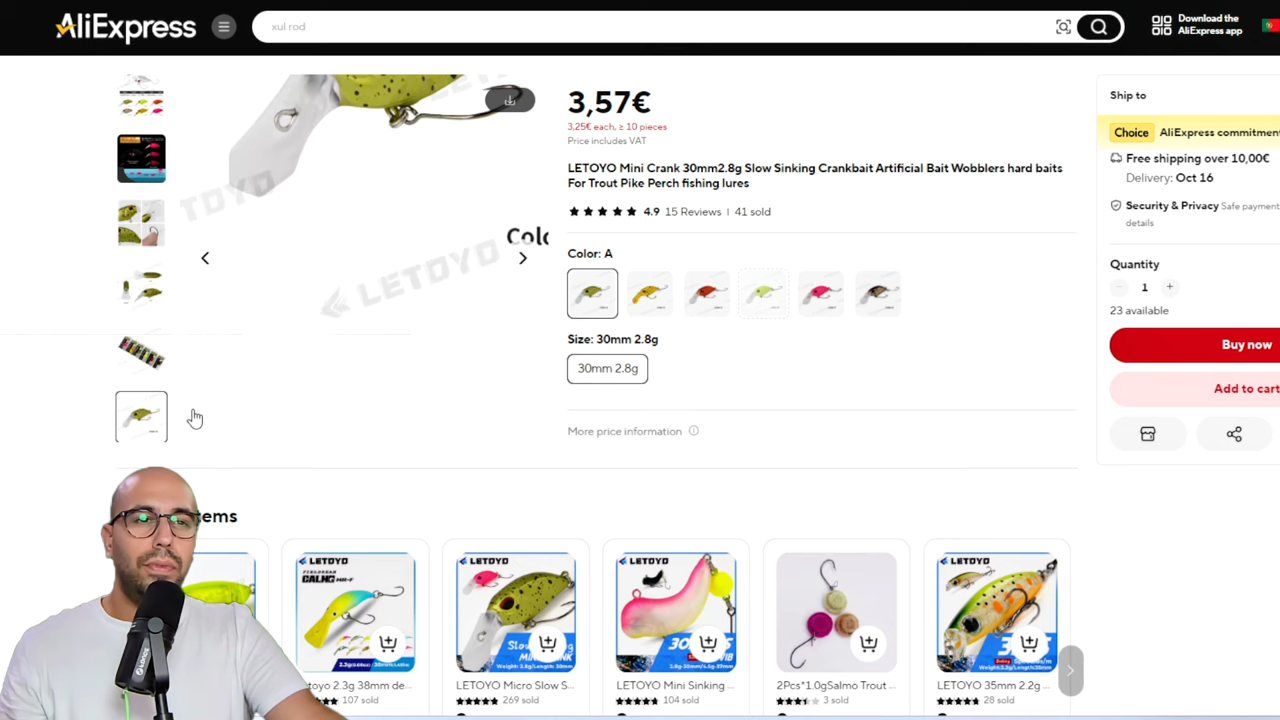 AliExpress
xul rod
Download the
AliExpress app
3,57€
3,25€ each, ≥ 10 pieces
Price includes VAT
LETOYO Mini Crank 30mm2.8g Slow Sinking Crankbait Artificial Bait Wobblers hard baits
For Trout Pike Perch fishing lures
4.9 15 Reviews | 41 sold
Color: A
Size: 30mm 2.8g
30mm 2.8g
More price information
LETOYO
Ship to
Choice AliExpress commitment
Free shipping over 10,00€
Delivery: Oct 16
Security & Privacy Safe payment
details
Quantity
1
23 available
Buy now
Add to cart
tems
LETOYO
LETOYO
LETOYO
LETOYO
toyo 2.3g 38mm de...
107 sold
LETOYO Micro Slow S...
269 sold
LETOYO Mini Sinking ...
104 sold
2Pcs*1.0gSalmo Trout ...
3 sold
LETOYO 35mm 2.2g ...
28 sold